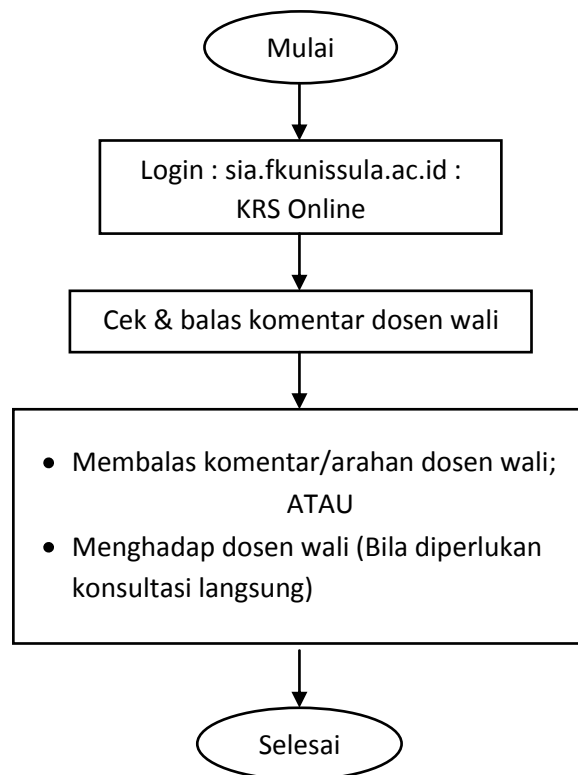 Mulai
Login : sia.fkunissula.ac.id :
KRS Online
Cek & balas komentar dosen wali
• Membalas komentar/arahan dosen wali;
ATAU
• Menghadap dosen wali (Bila diperlukan
konsultasi langsung)
Selesai